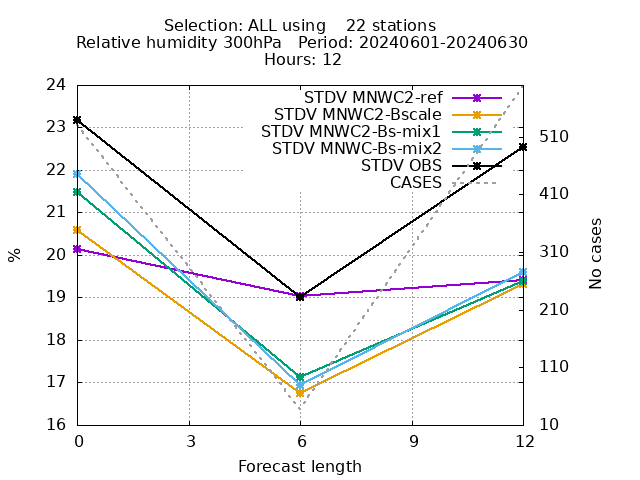 Selection: ALL using    22 stations
Relative humidity 300hPa   Period: 20240601-20240630
Hours: 12
STDV MNWC2-ref
STDV MNWC2-Bscale
STDV MNWC2-Bs-mix1
STDV MNWC-Bs-mix2
STDV OBS
CASES
24
23
22
21
20
19
18
17
16
%
510
410
310
210
110
10
No cases
0
3
6
9
12
Forecast length